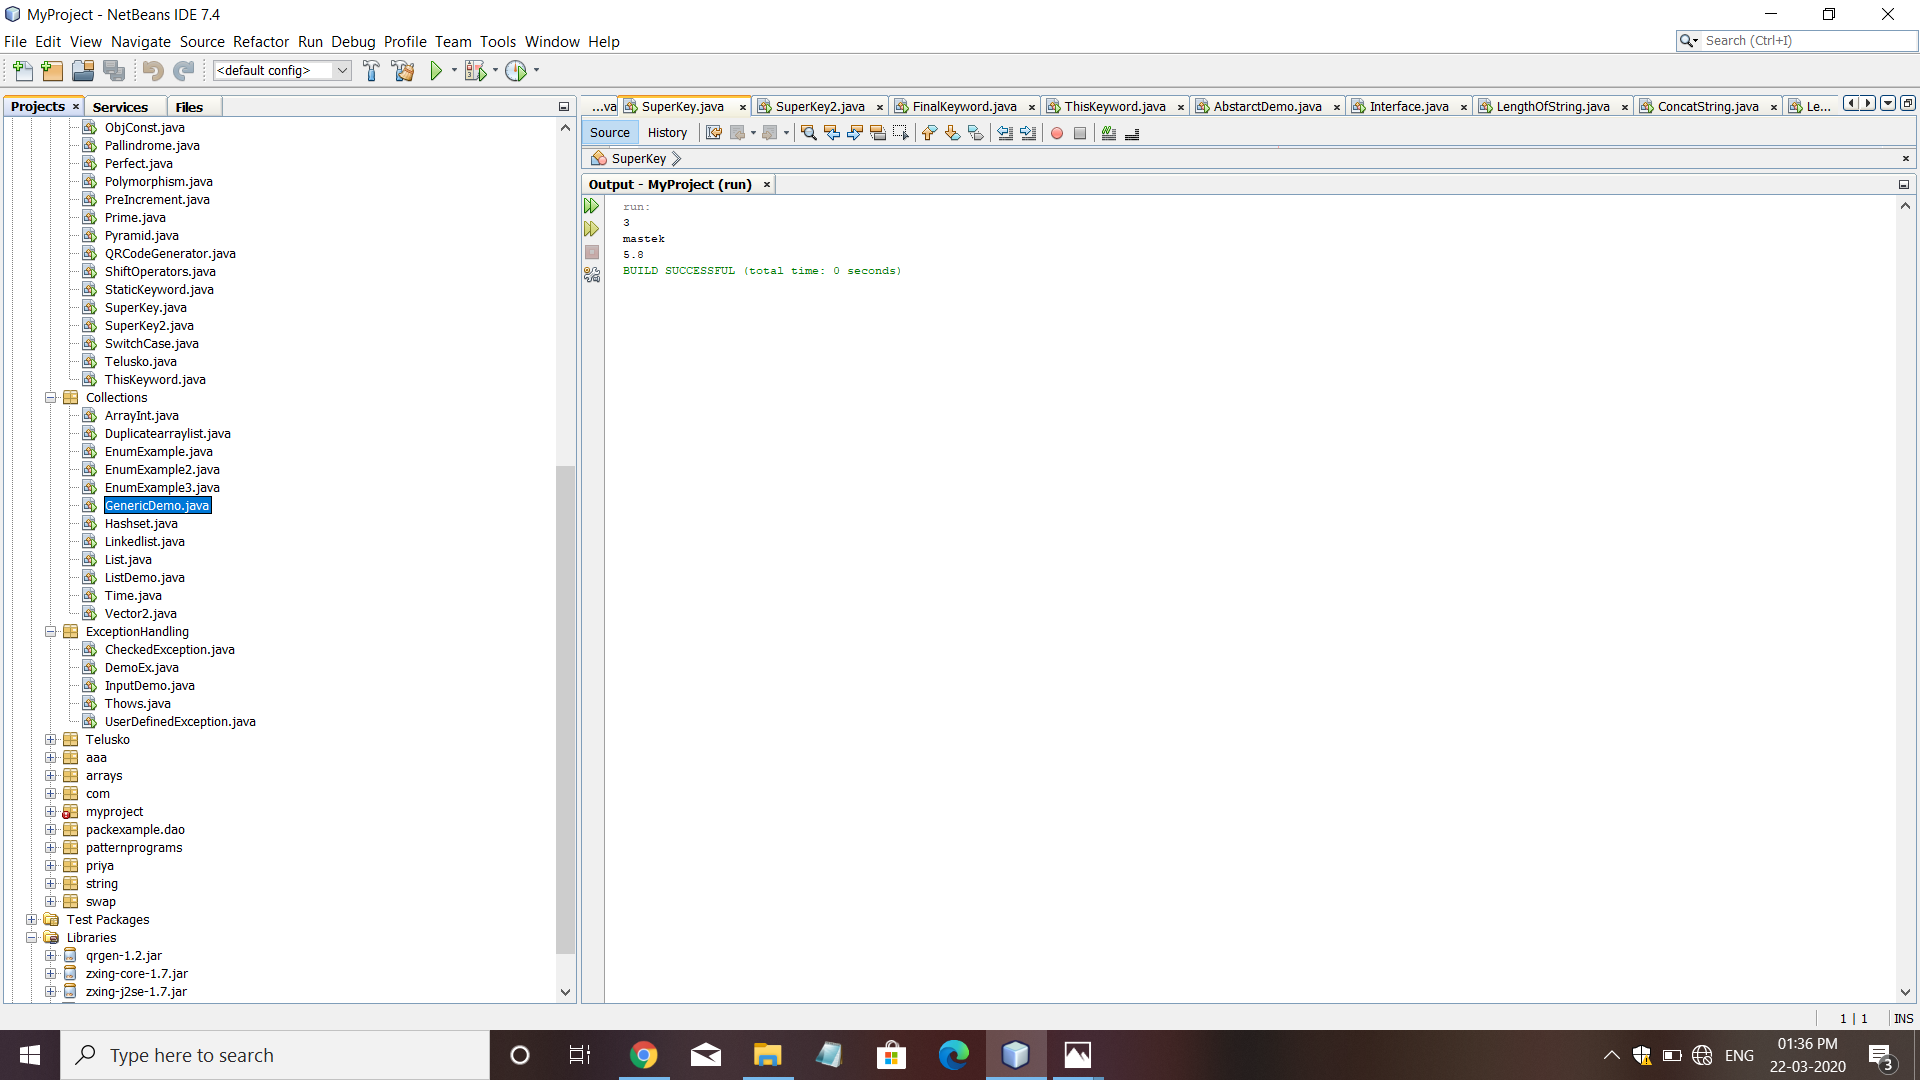 MyProject - NetBeans IDE 7.4
File Edit View Navigate Source Refactor Run Debug Profile Team Tools Window Help
Search (Ctrl+I)
<default config>
Projects Services Files
...va SuperKey.java SuperKey2.java FinalKeyword.java ThisKeyword.java AbstarctDemo.java Interface.java LengthOfString.java ConcatString.java Le...
Source History
SuperKey
Output - MyProject (run)
run:
3
mastek
5.8
BUILD SUCCESSFUL (total time: 0 seconds)
ObjConst.java
Pallindrome.java
Perfect.java
Polymorphism.java
PreIncrement.java
Prime.java
Pyramid.java
QRCodeGenerator.java
ShiftOperators.java
StaticKeyword.java
SuperKey.java
SuperKey2.java
SwitchCase.java
Telusko.java
ThisKeyword.java
Collections
ArrayInt.java
Duplicatearraylist.java
EnumExample.java
EnumExample2.java
EnumExample3.java
GenericDemo.java
Hashset.java
Linkedlist.java
List.java
ListDemo.java
Time.java
Vector2.java
ExceptionHandling
CheckedException.java
DemoEx.java
InputDemo.java
Thows.java
UserDefinedException.java
Telusko
aaa
arrays
com
myproject
packexample.dao
patternprograms
priya
string
swap
Test Packages
Libraries
qrgen-1.2.jar
zxing-core-1.7.jar
zxing-j2se-1.7.jar
1 | 1 INS
Type here to search
ENG
01:36 PM
22-03-2020
3